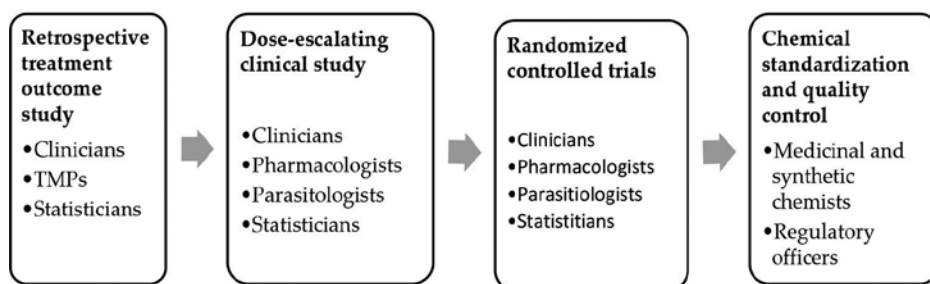 Retrospective
treatment
outcome
study
•Clinicians
•TMPs
•Statisticians
Dose-escalating
clinical study
•Clinicians
•Pharmacologists
•Parasitologists
•Statisticians
Randomized
controlled trials
•Clinicians
•Pharmacologists
•Parasitiologists
•Statistitians
Chemical
standardization
and quality
control
•Medicinal and
synthetic
chemists
•Regulatory
officers